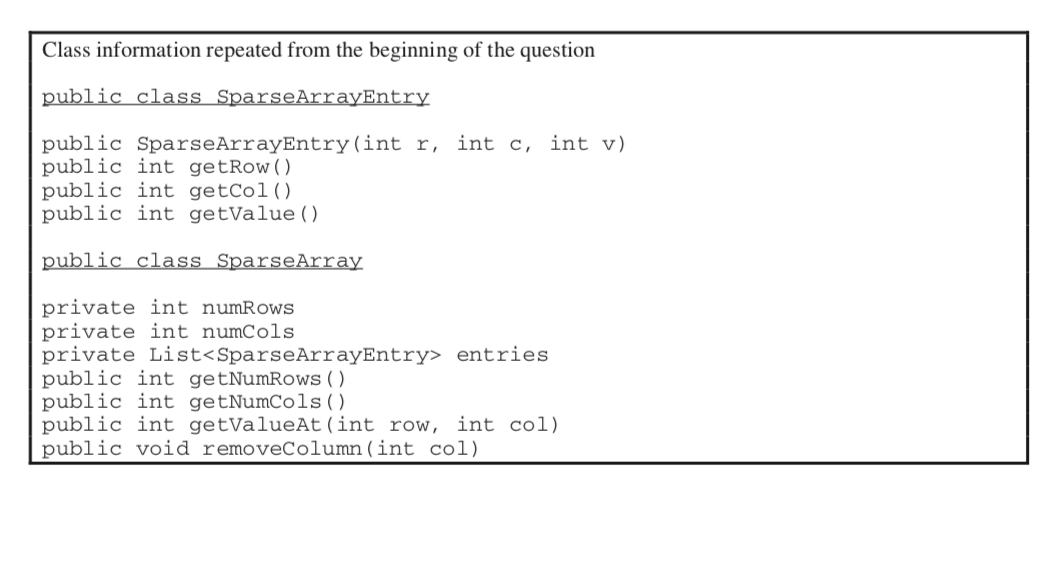 Class information repeated from the beginning of the question
public class SparseArrayEntry
public SparseArrayEntry(int r, int c, int v)
public int getRow()
public int getCol()
public int getValue()
public class SparseArray
private int numRows
private int numCols
private List<SparseArrayEntry> entries
public int getNumRows()
public int getNumCols()
public int getValueAt(int row, int col)
public void removeColumn(int col)